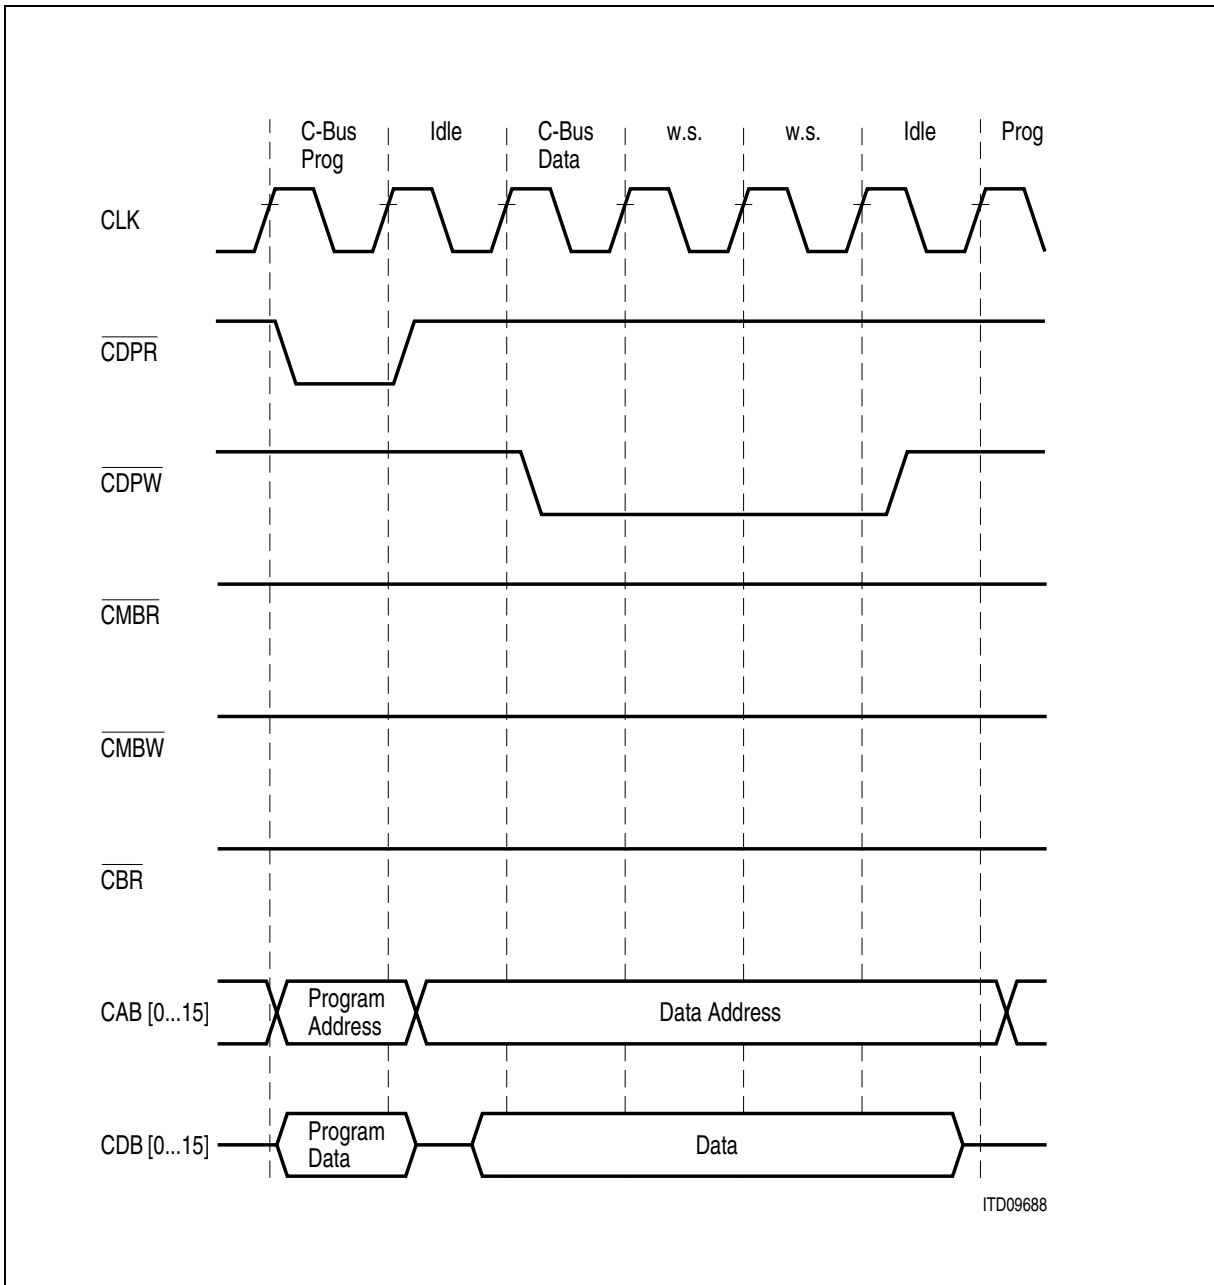 C-Bus Prog Idle C-Bus Data w.s. w.s. Idle Prog
CLK
CDPR
CDPW
CMBR
CMBW
CBR
CAB [0...15] Program Address Data Address
CDB [0...15] Program Data Data
ITD09688